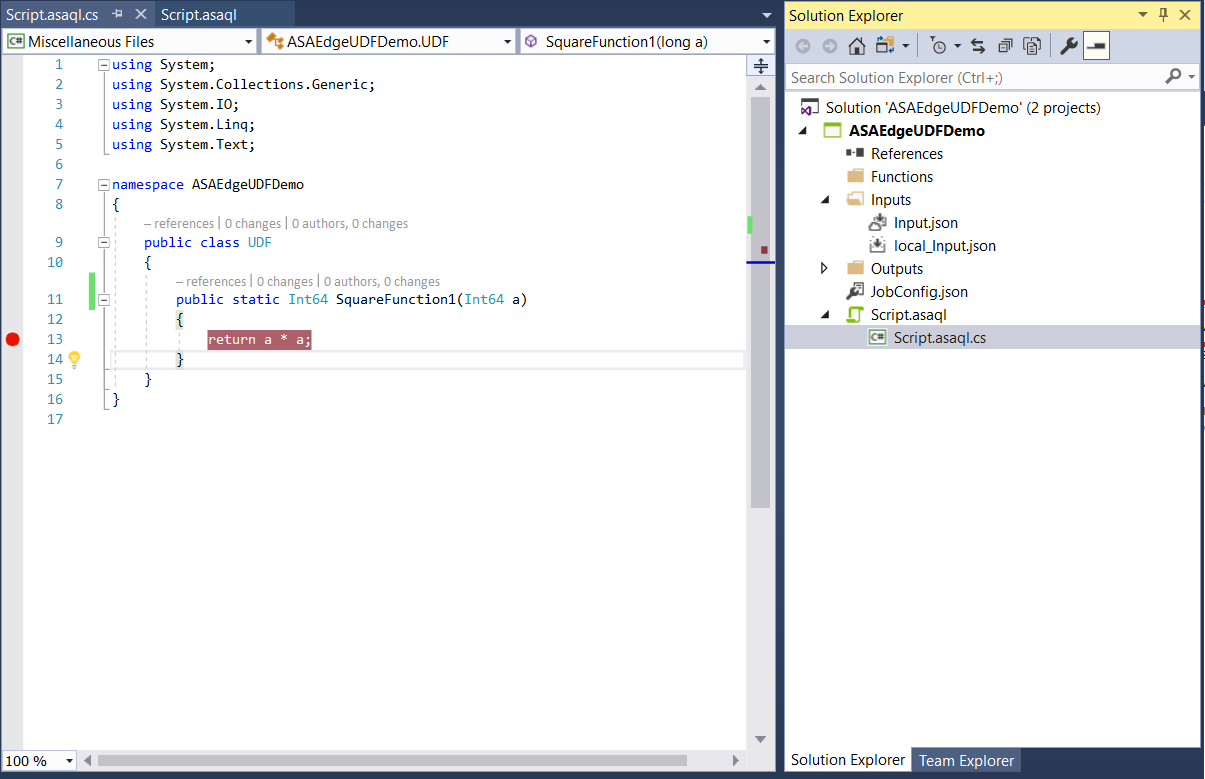 Script.asaql.cs
Script.asaql
C# Miscellaneous Files
ASAEdgeUDFDemo.UDF
SquareFunction1(long a)
1 using System;
2 using System.Collections.Generic;
3 using System.IO;
4 using System.Linq;
5 using System.Text;
6
7 namespace ASAEdgeUDFDemo
8 {
– references | 0 changes | 0 authors, 0 changes
9 public class UDF
10 {
– references | 0 changes | 0 authors, 0 changes
11 public static Int64 SquareFunction1(Int64 a)
12 {
13 return a * a;
14 }
15 }
16 }
17
100 %
Solution Explorer
Search Solution Explorer (Ctrl+;)
Solution 'ASAEdgeUDFDemo' (2 projects)
ASAEdgeUDFDemo
References
Functions
Inputs
Input.json
local_Input.json
Outputs
JobConfig.json
Script.asaql
C# Script.asaql.cs
Solution Explorer
Team Explorer